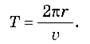 T = 2πr / υ.